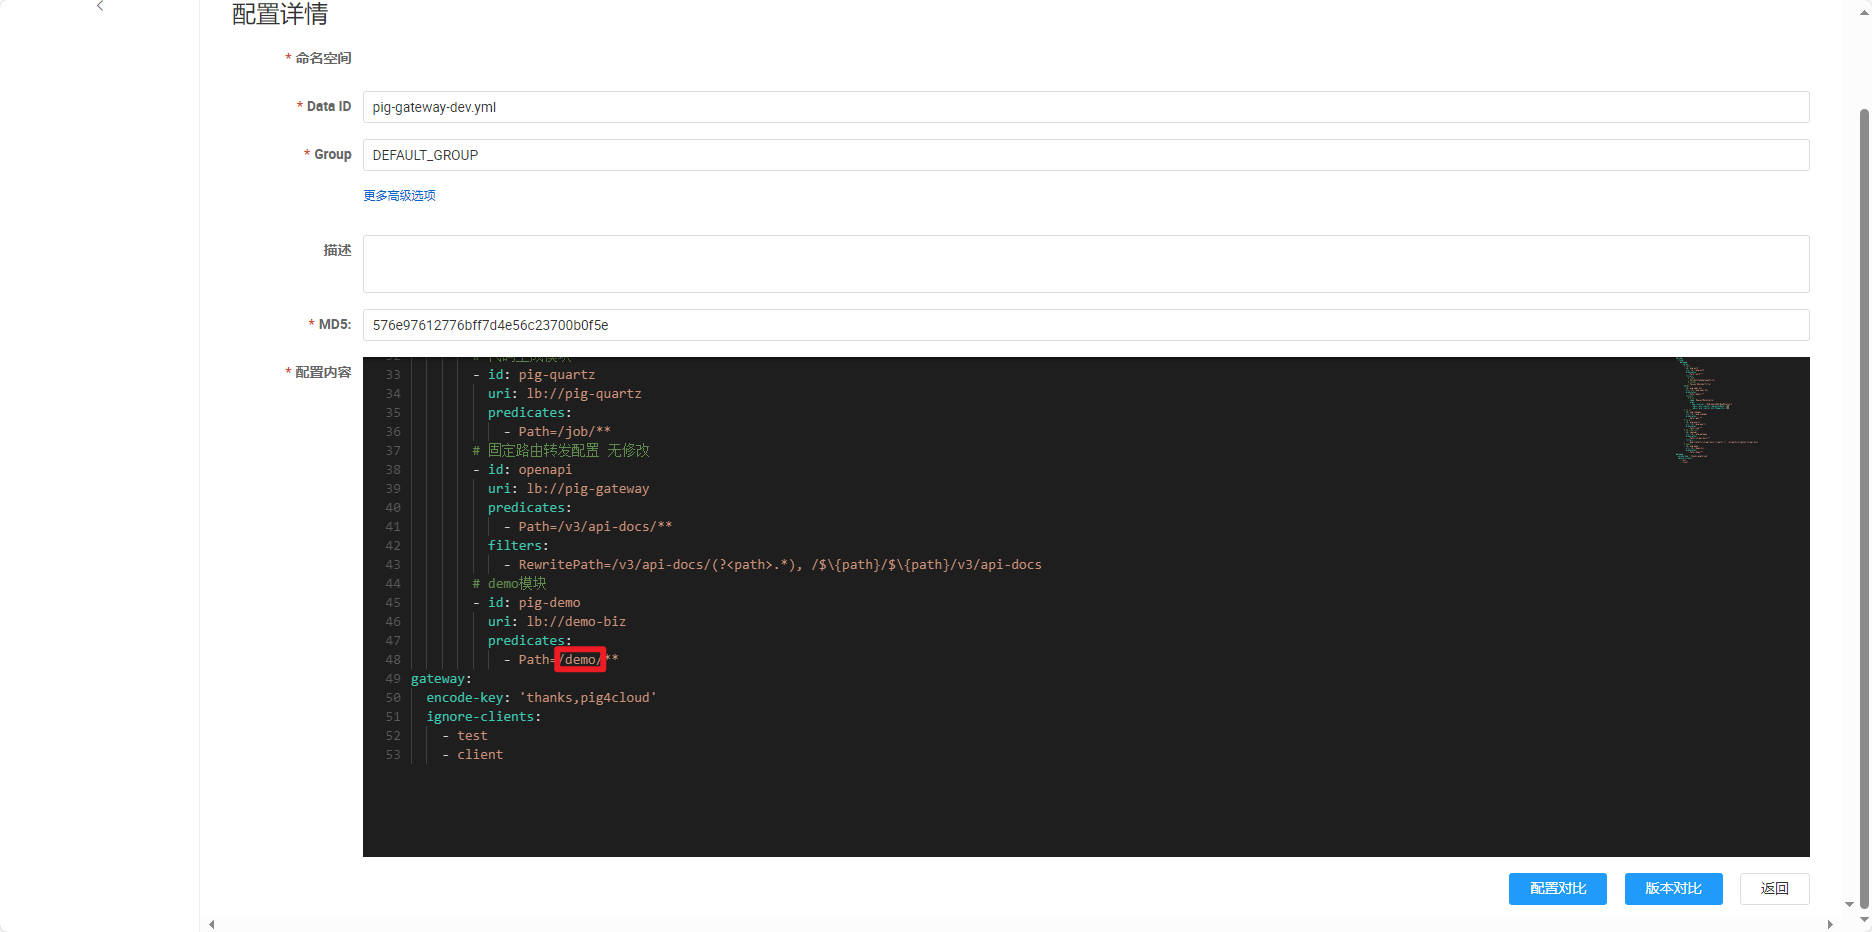 配置详情
* 命名空间
* Data ID pig-gateway-dev.yml
* Group DEFAULT_GROUP
更多高级选项
描述
* MD5: 576e97612776bff7d4e56c23700b0f5e
* 配置内容
33 - id: pig-quartz
34 uri: lb://pig-quartz
35 predicates:
36 - Path=/job/**
37 # 固定路由转发配置 无修改
38 - id: openapi
39 uri: lb://pig-gateway
40 predicates:
41 - Path=/v3/api-docs/**
42 filters:
43 - RewritePath=/v3/api-docs/(?<path>.*), /$\{path}/$\{path}/v3/api-docs
44 # demo模块
45 - id: pig-demo
46 uri: lb://demo-biz
47 predicates:
48 - Path=/demo/**
49 gateway:
50 encode-key: 'thanks,pig4cloud'
51 ignore-clients:
52 - test
53 - client
配置对比 版本对比 返回